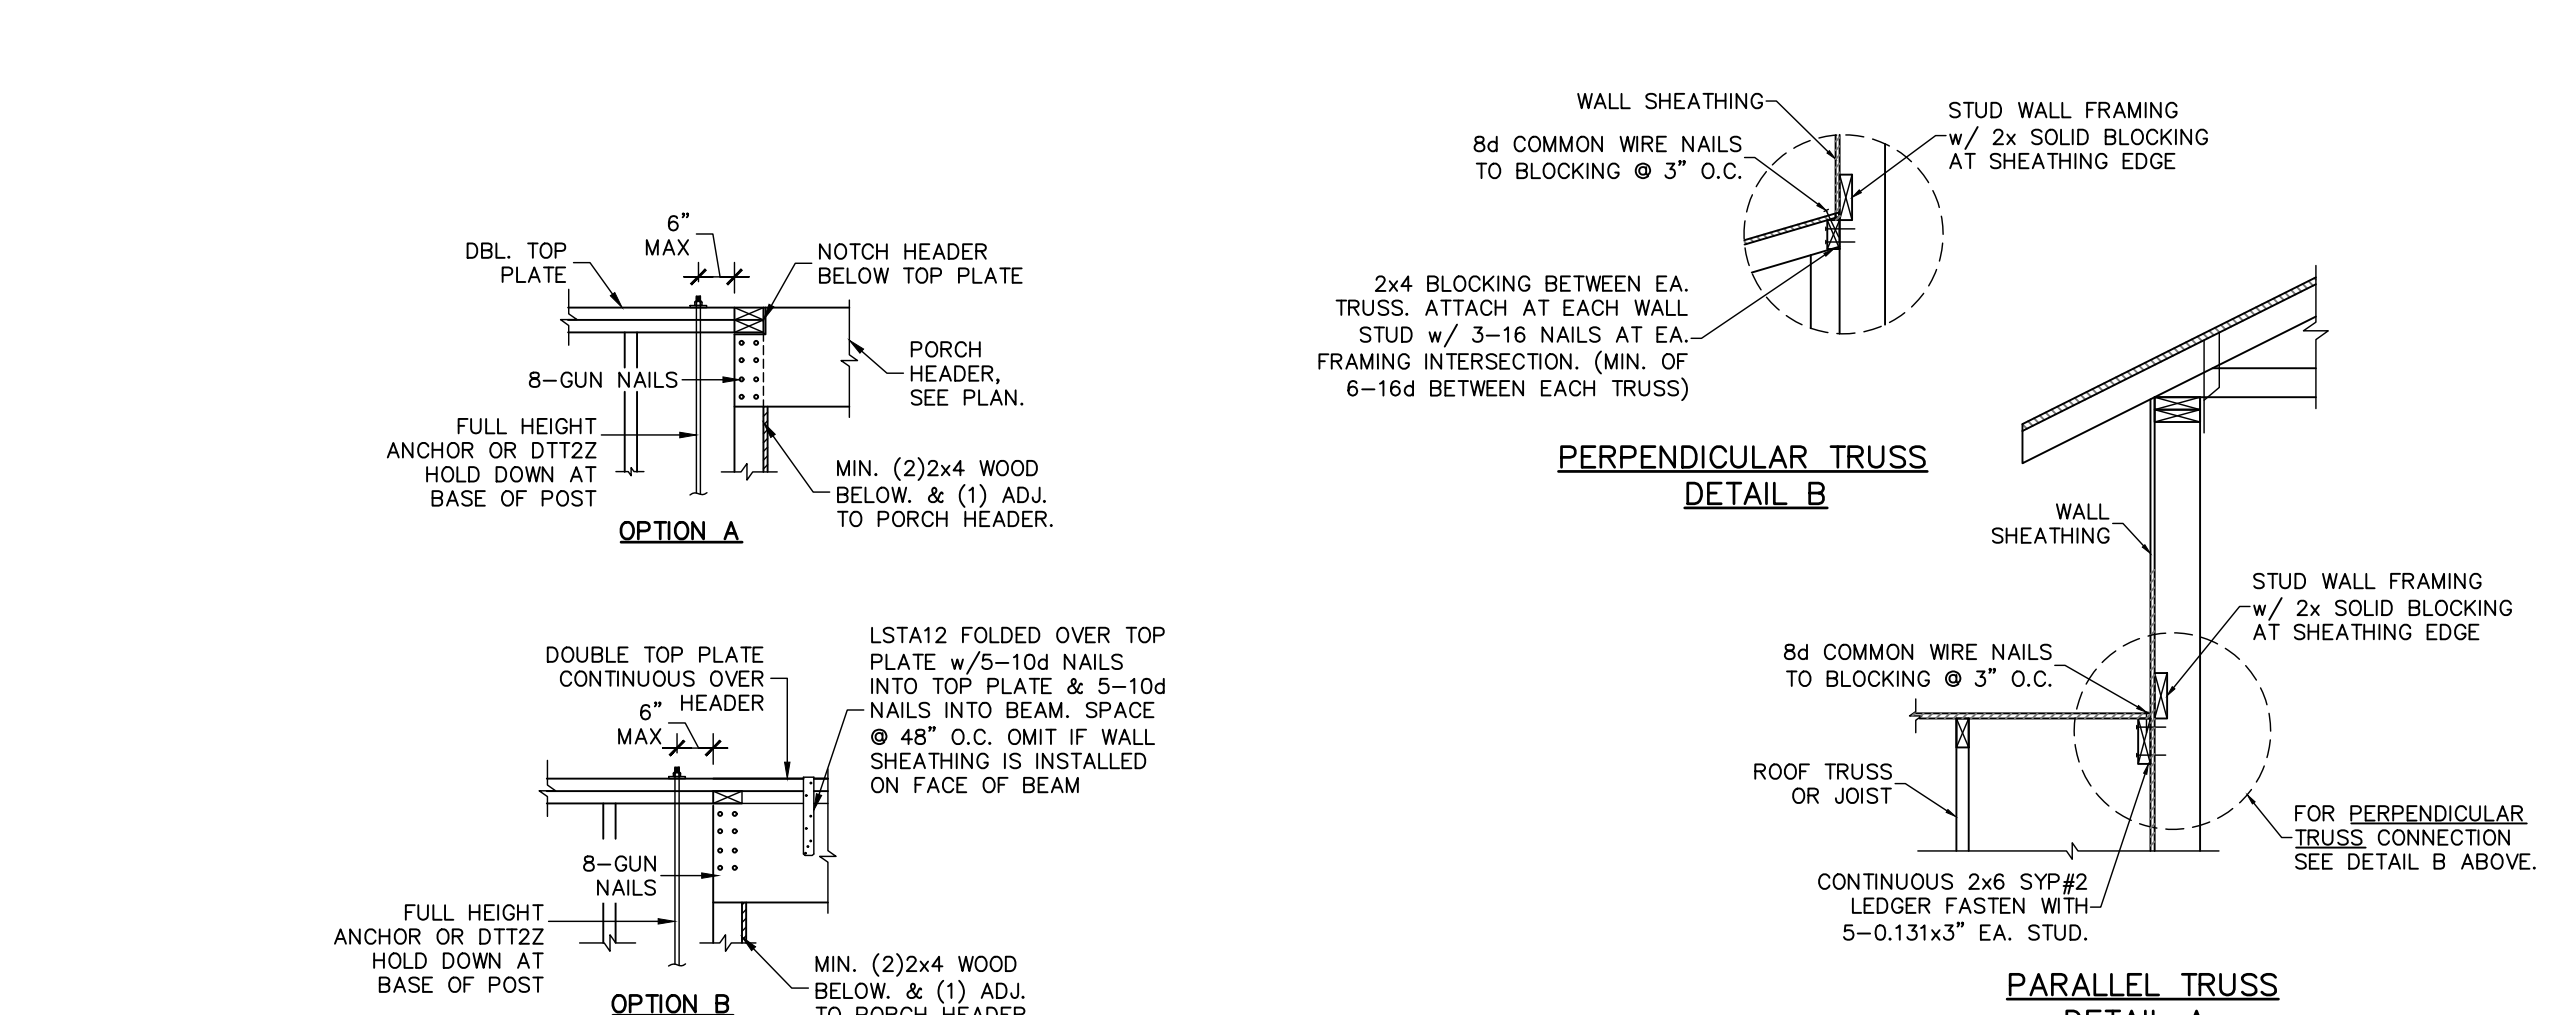 6"
MAX
DBL. TOP
PLATE
NOTCH HEADER
BELOW TOP PLATE
PORCH
HEADER,
SEE PLAN.
8-GUN NAILS
FULL HEIGHT
ANCHOR OR DTT2Z
HOLD DOWN AT
BASE OF POST
MIN. (2)2x4 WOOD
BELOW. & (1) ADJ.
TO PORCH HEADER.
OPTION A
DOUBLE TOP PLATE
CONTINUOUS OVER
HEADER
6"
MAX
LSTA12 FOLDED OVER TOP
PLATE w/5-10d NAILS
INTO TOP PLATE & 5-10d
NAILS INTO BEAM. SPACE
@ 48" O.C. OMIT IF WALL
SHEATHING IS INSTALLED
ON FACE OF BEAM
8-GUN
NAILS
FULL HEIGHT
ANCHOR OR DTT2Z
HOLD DOWN AT
BASE OF POST
MIN. (2)2x4 WOOD
BELOW. & (1) ADJ.
TO PORCH HEADER
OPTION B
WALL SHEATHING
8d COMMON WIRE NAILS
TO BLOCKING @ 3" O.C.
STUD WALL FRAMING
w/ 2x SOLID BLOCKING
AT SHEATHING EDGE
2x4 BLOCKING BETWEEN EA.
TRUSS. ATTACH AT EACH WALL
STUD w/ 3-16 NAILS AT EA.
FRAMING INTERSECTION. (MIN. OF
6-16d BETWEEN EACH TRUSS)
PERPENDICULAR TRUSS
DETAIL B
WALL
SHEATHING
STUD WALL FRAMING
w/ 2x SOLID BLOCKING
AT SHEATHING EDGE
8d COMMON WIRE NAILS
TO BLOCKING @ 3" O.C.
ROOF TRUSS
OR JOIST
FOR PERPENDICULAR
TRUSS CONNECTION
SEE DETAIL B ABOVE.
CONTINUOUS 2x6 SYP#2
LEDGER FASTEN WITH
5-0.131x3" EA. STUD.
PARALLEL TRUSS
DETAIL A